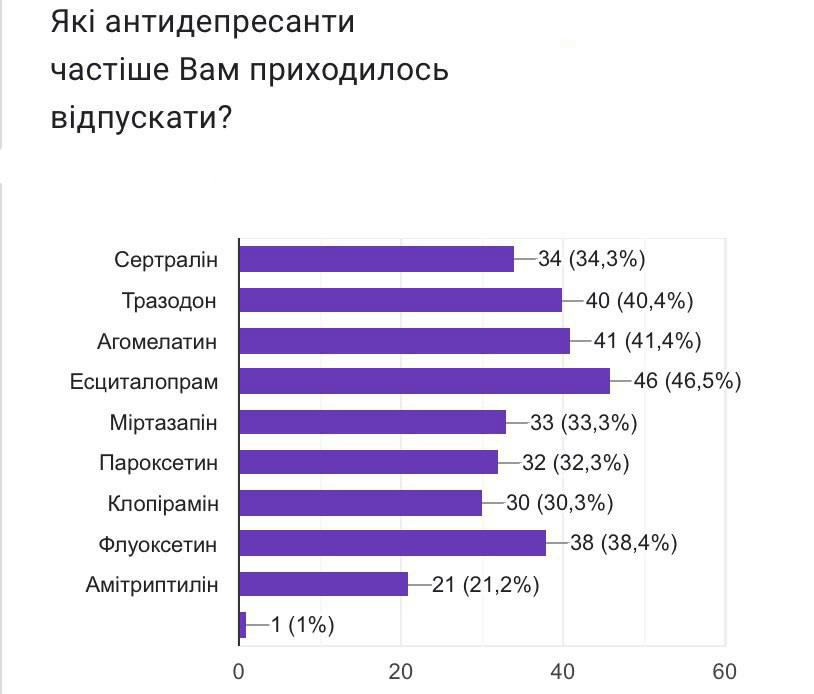 Які антидепресанти
частіше Вам приходилось
відпускати?
Сертралін 34 (34,3%)
Тразодон 40 (40,4%)
Агомелатин 41 (41,4%)
Есциталопрам 46 (46,5%)
Міртазапін 33 (33,3%)
Пароксетин 32 (32,3%)
Клопірамін 30 (30,3%)
Флуоксетин 38 (38,4%)
Амітриптилін 21 (21,2%)
1 (1%)
0 20 40 60